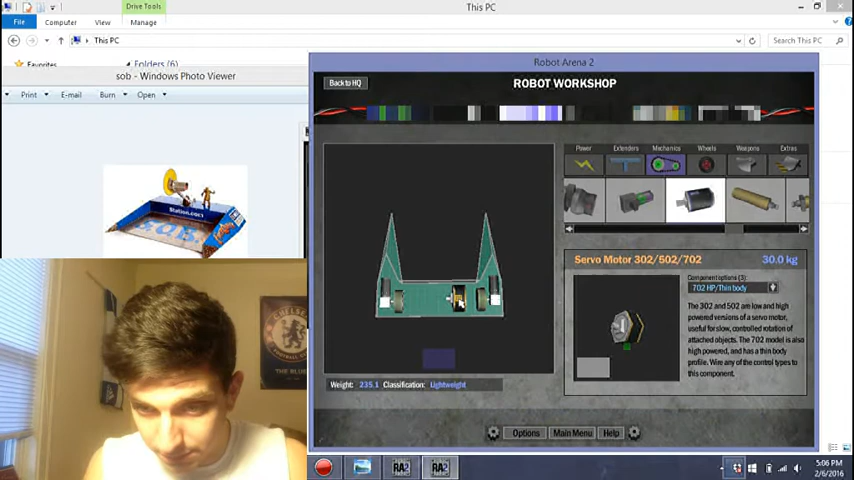 Drive Tools
This PC
File
Computer
View
Manage
This PC
Search This PC
Favorites
Folders (6)
sob - Windows Photo Viewer
Print
E-mail
Burn
Open
Station.com
s.o.b.
THE BLUE
Robot Arena 2
Back to HQ
ROBOT WORKSHOP
Power
Extenders
Mechanics
Wheels
Weapons
Extras
Servo Motor 302/502/702
30.0 kg
Component options (3):
702 HP/Thin body
The 302 and 502 are low and high
powered versions of a servo motor,
useful for slow, controlled rotation of
attached objects. The 702 model is also
high powered, and has a thin body
profile. Wire any of the control types to
this component.
Weight: 235.1 Classification: Lightweight
Options
Main Menu
Help
RA2
RA2
5:06 PM
2/6/2016